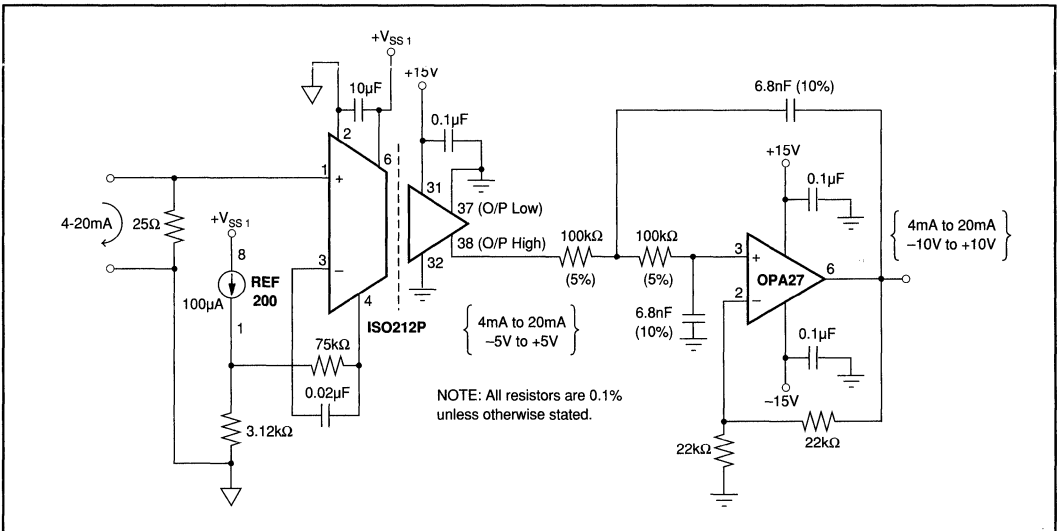 +V SS 1
+15V
10µF
0.1µF
2
6
1
+
31
37 (O/P Low)
38 (O/P High)
32
4-20mA
25Ω
+V SS 1
8
REF
200
100µA
1
3
–
4
ISO212P
75kΩ
0.02µF
3.12kΩ
4mA to 20mA
–5V to +5V
NOTE: All resistors are 0.1%
unless otherwise stated.
6.8nF (10%)
100kΩ
(5%)
100kΩ
(5%)
6.8nF
(10%)
+15V
0.1µF
3
+
OPA27
2
–
6
4mA to 20mA
–10V to +10V
0.1µF
–15V
22kΩ
22kΩ